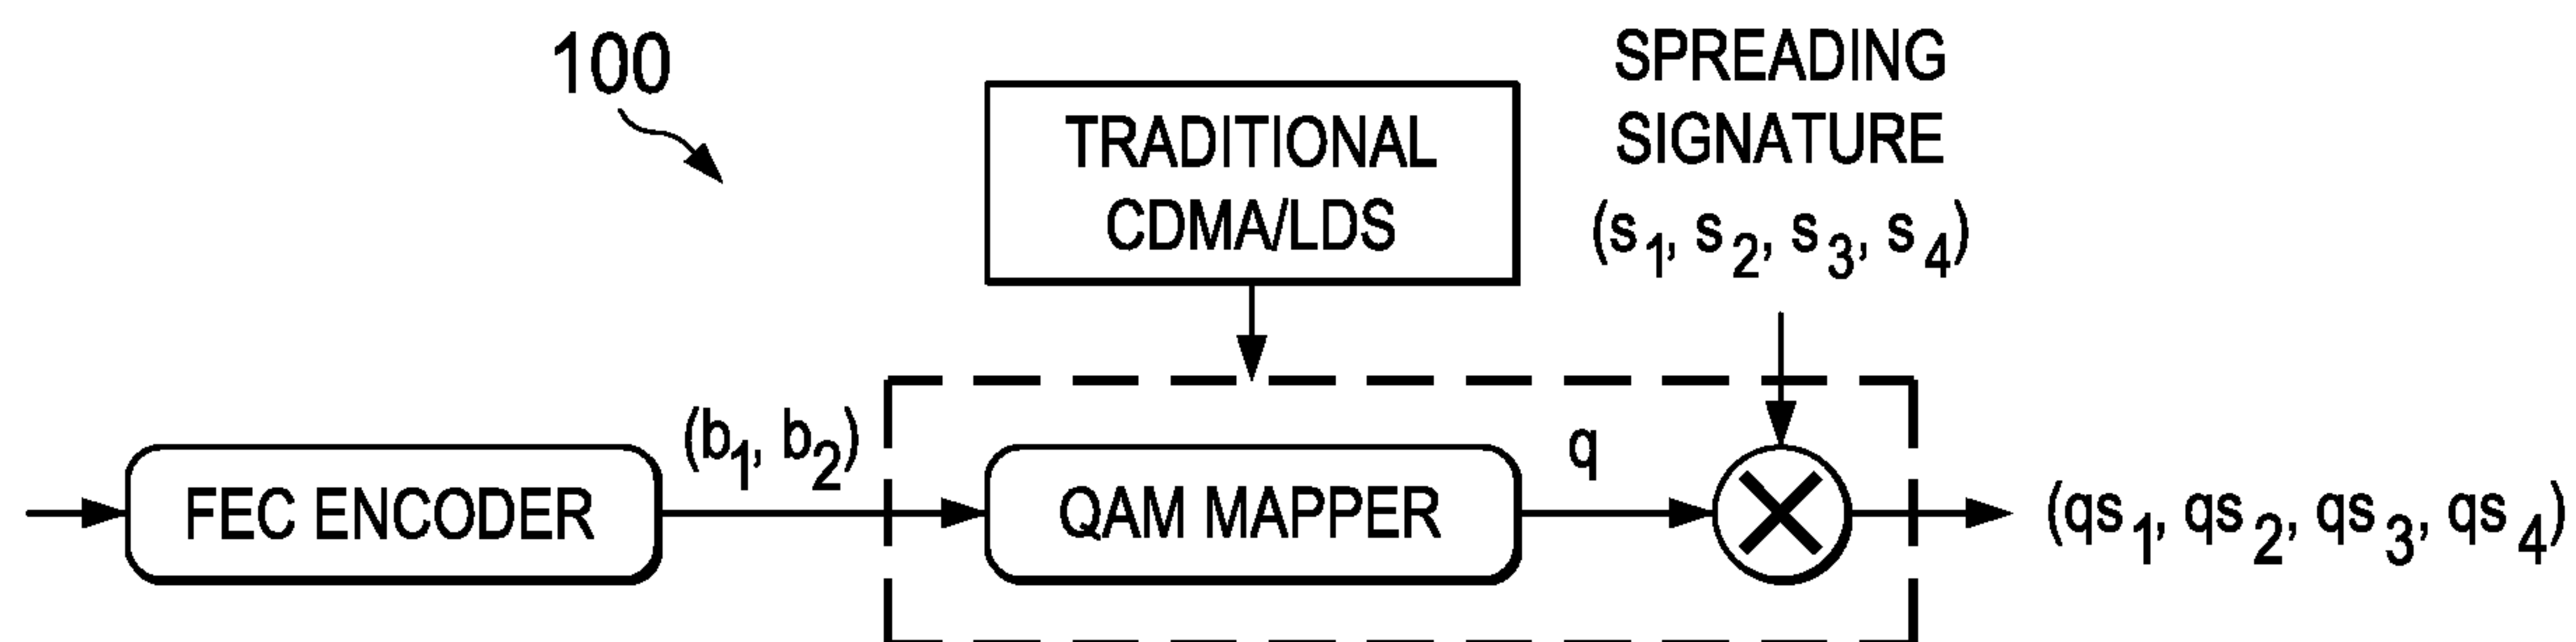 100
TRADITIONAL
CDMA/LDS
SPREADING
SIGNATURE
(s1, s2, s3, s4)
FEC ENCODER
(b1, b2)
QAM MAPPER
q
(qs1, qs2, qs3, qs4)